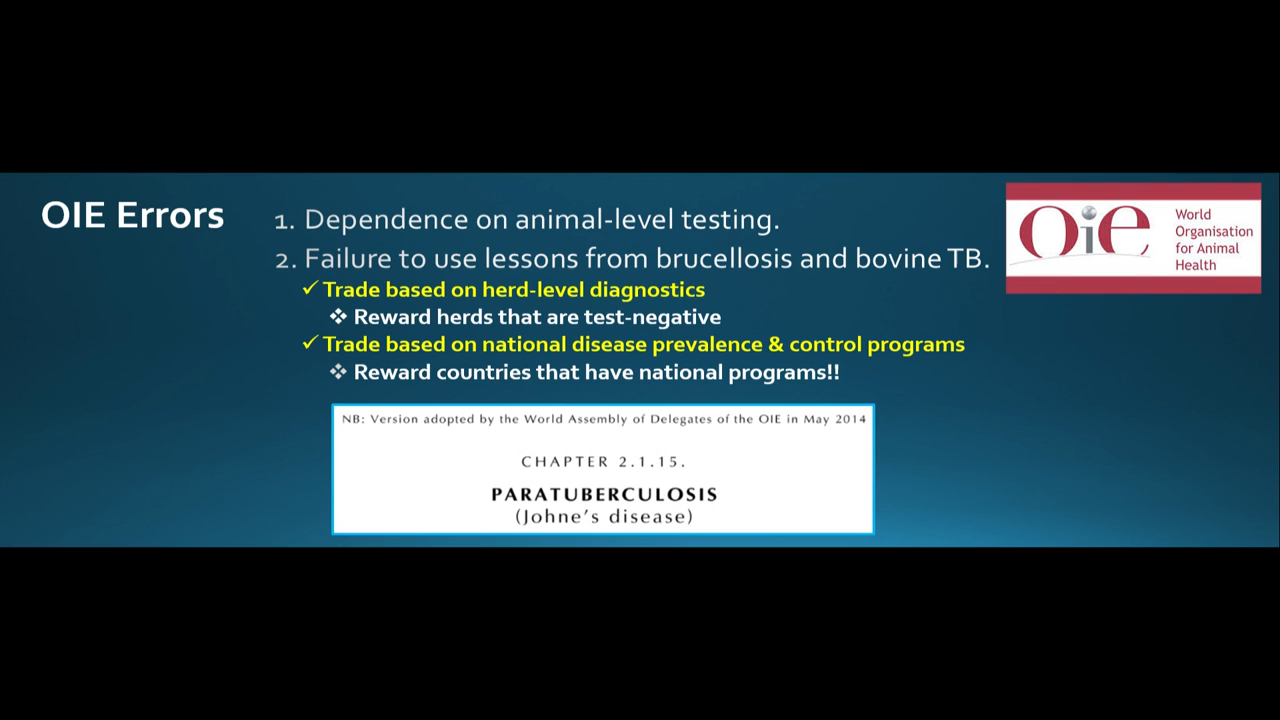 OIE Errors
1. Dependence on animal-level testing.
2. Failure to use lessons from brucellosis and bovine TB.
✓ Trade based on herd-level diagnostics
❖ Reward herds that are test-negative
✓ Trade based on national disease prevalence & control programs
❖ Reward countries that have national programs!!
Oie
World
Organisation
for Animal
Health
NB: Version adopted by the World Assembly of Delegates of the OIE in May 2014
CHAPTER 2.1.15.
PARATUBERCULOSIS
(Johne's disease)